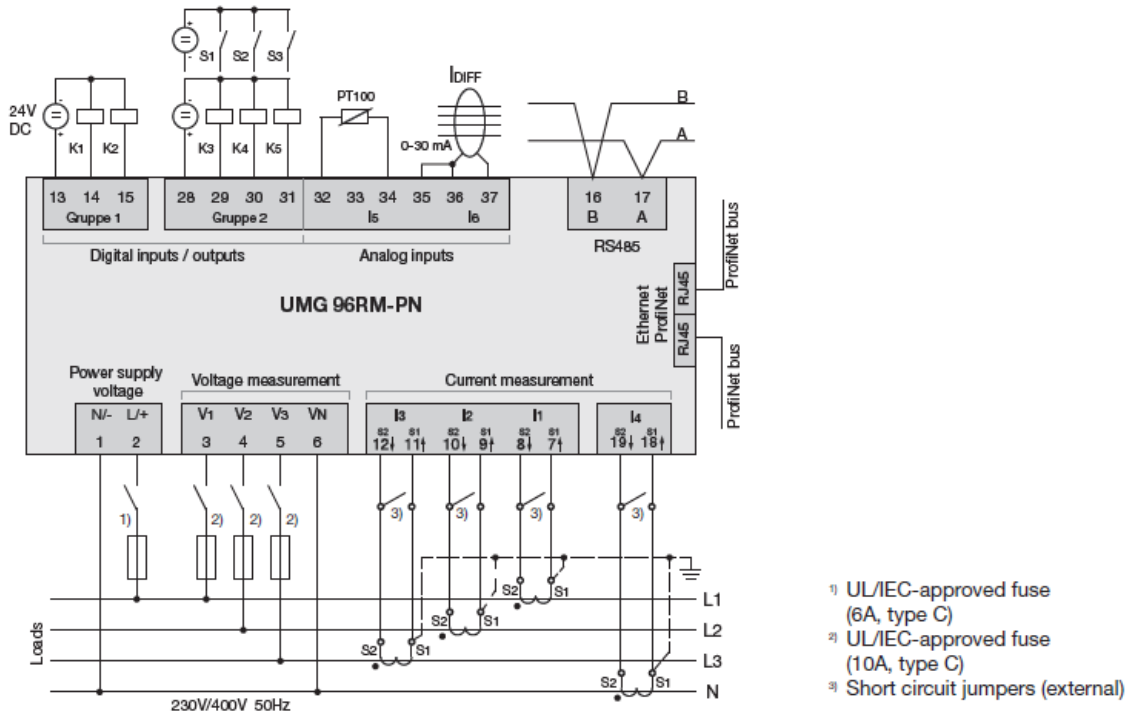 S1 S2 S3
24V
DC
K1 K2
K3 K4 K5
PT100
IDIFF
0-30 mA
B
A
13 14 15
Gruppe 1
28 29 30 31
Gruppe 2
32 33 34 35 36 37
I5 I6
16 17
B A
RS485
Digital inputs / outputs
Analog inputs
UMG 96RM-PN
Ethernet
ProfiNet
RJ45
RJ45
ProfiNet bus
ProfiNet bus
Power supply
voltage
Voltage measurement
Current measurement
N/- L/+
1 2
V1 V2 V3 VN
3 4 5 6
I3 I2 I1 I4
S2 S1 S2 S1 S2 S1 S2 S1
12 11 10 9 8 7 19 18
1) 2) 2) 2) 3) 3) 3) 3)
S2 S1
S2 S1
S2 S1
S2 S1
L1
L2
L3
N
Loads
230V/400V 50Hz
1) UL/IEC-approved fuse
(6A, type C)
2) UL/IEC-approved fuse
(10A, type C)
3) Short circuit jumpers (external)